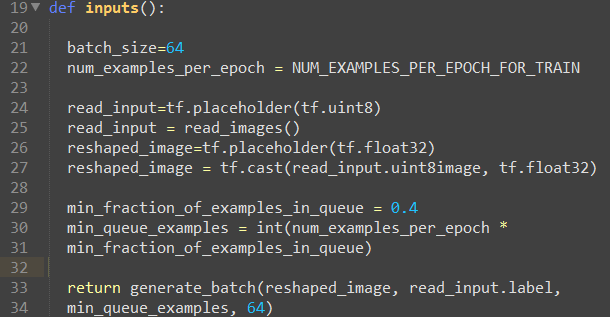 19 def inputs():
20
21 batch_size=64
22 num_examples_per_epoch = NUM_EXAMPLES_PER_EPOCH_FOR_TRAIN
23
24 read_input=tf.placeholder(tf.uint8)
25 read_input = read_images()
26 reshaped_image=tf.placeholder(tf.float32)
27 reshaped_image = tf.cast(read_input.uint8image, tf.float32)
28
29 min_fraction_of_examples_in_queue = 0.4
30 min_queue_examples = int(num_examples_per_epoch *
31 min_fraction_of_examples_in_queue)
32
33 return generate_batch(reshaped_image, read_input.label,
34 min_queue_examples, 64)